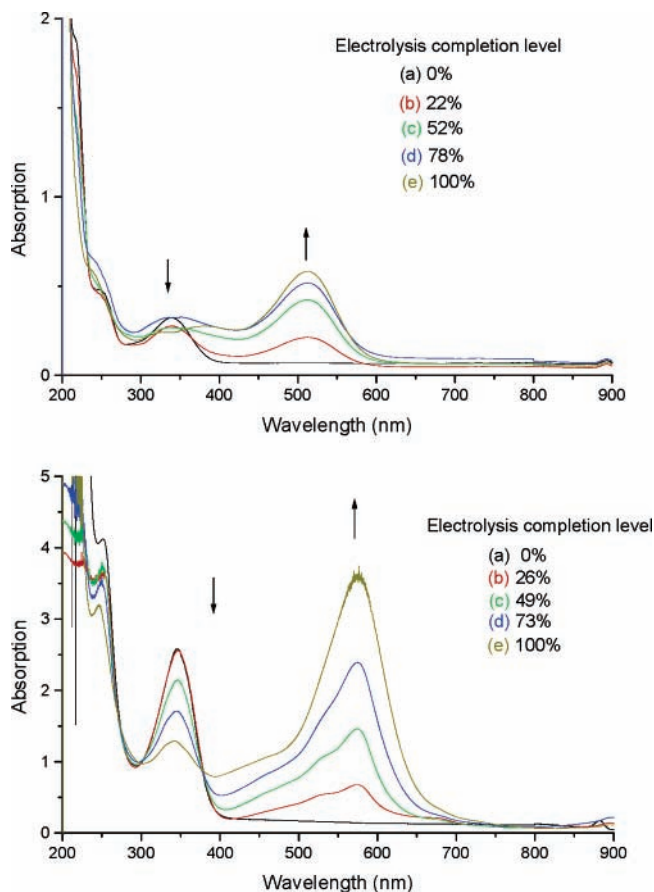 Electrolysis completion level
(a) 0%
(b) 22%
(c) 52%
(d) 78%
(e) 100%
2
1
0
Absorption
200 300 400 500 600 700 800 900
Wavelength (nm)
Electrolysis completion level
(a) 0%
(b) 26%
(c) 49%
(d) 73%
(e) 100%
5
4
3
2
1
0
Absorption
200 300 400 500 600 700 800 900
Wavelength (nm)